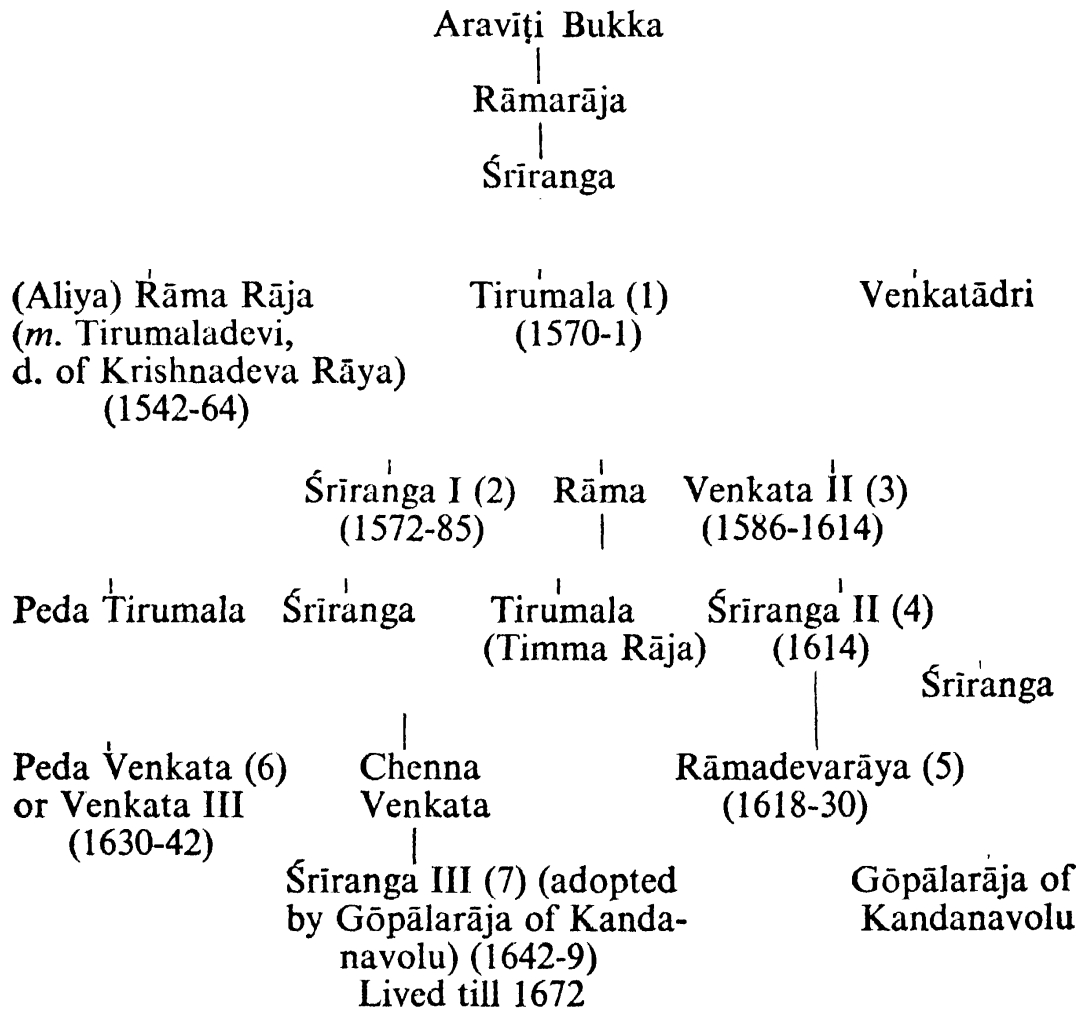 Aravīṭi Bukka
Rāmarāja
Śrīranga
(Aliya) Rāma Rāja
(m. Tirumaladevi,
d. of Krishnadeva Rāya)
(1542-64)
Tirumala (1)
(1570-1)
Venkatādri
Śrīranga I (2)
(1572-85)
Rāma
Venkata II (3)
(1586-1614)
Peda Tirumala
Śrīranga
Tirumala
(Timma Rāja)
Śrīranga II (4)
(1614)
Śrīranga
Peda Venkata (6)
or Venkata III
(1630-42)
Chenna
Venkata
Rāmadevarāya (5)
(1618-30)
Śrīranga III (7) (adopted
by Gōpālarāja of Kanda-
navolu) (1642-9)
Lived till 1672
Gōpālarāja of
Kandanavolu